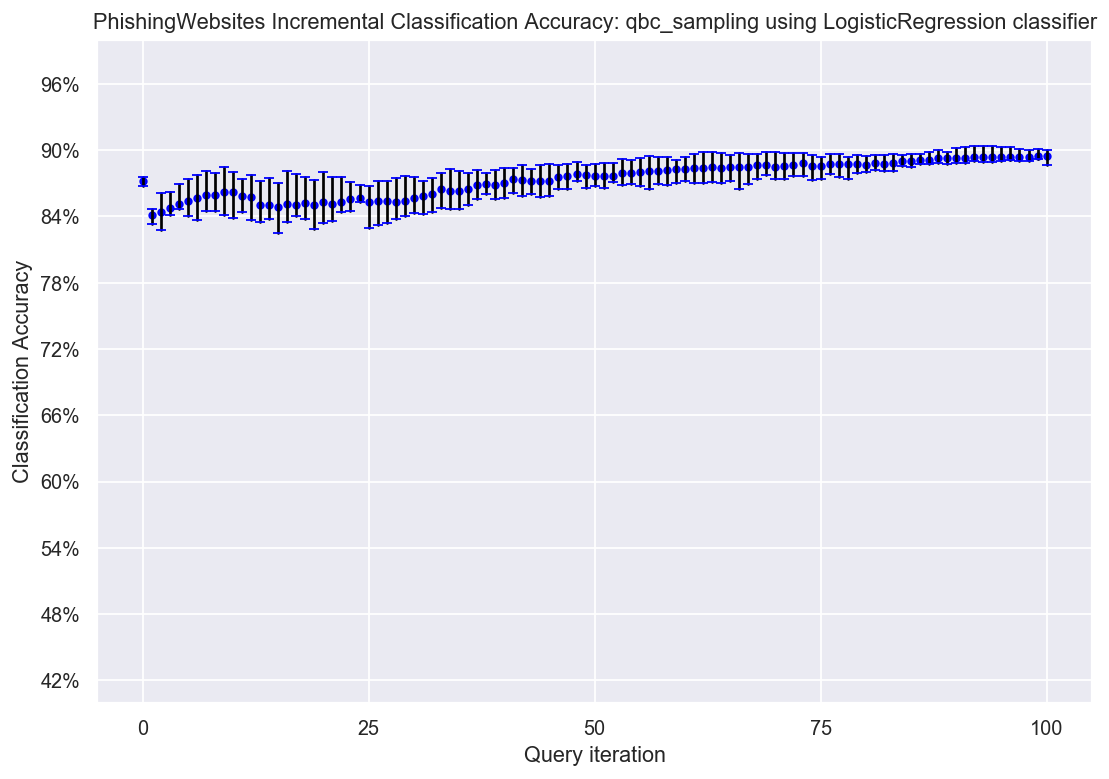 PhishingWebsites Incremental Classification Accuracy: qbc_sampling using LogisticRegression classifier
96%
90%
84%
78%
72%
66%
60%
54%
48%
42%
Classification Accuracy
0 25 50 75 100
Query iteration